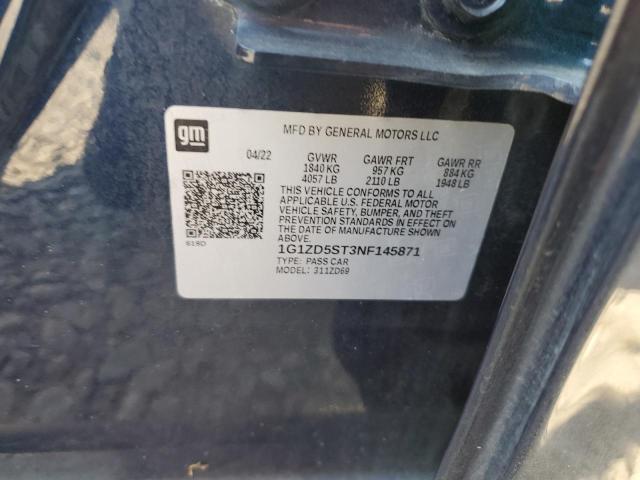 gm
MFD BY GENERAL MOTORS LLC
04/22 GVWR GAWR FRT GAWR RR
1840 KG 957 KG 884 KG
4057 LB 2110 LB 1948 LB
THIS VEHICLE CONFORMS TO ALL
APPLICABLE U.S. FEDERAL MOTOR
VEHICLE SAFETY, BUMPER, AND THEFT
PREVENTION STANDARDS IN EFFECT ON
THE DATE OF MANUFACTURE SHOWN
ABOVE.
1G1ZD5ST3NF145871
TYPE: PASS CAR
MODEL: 311ZD69